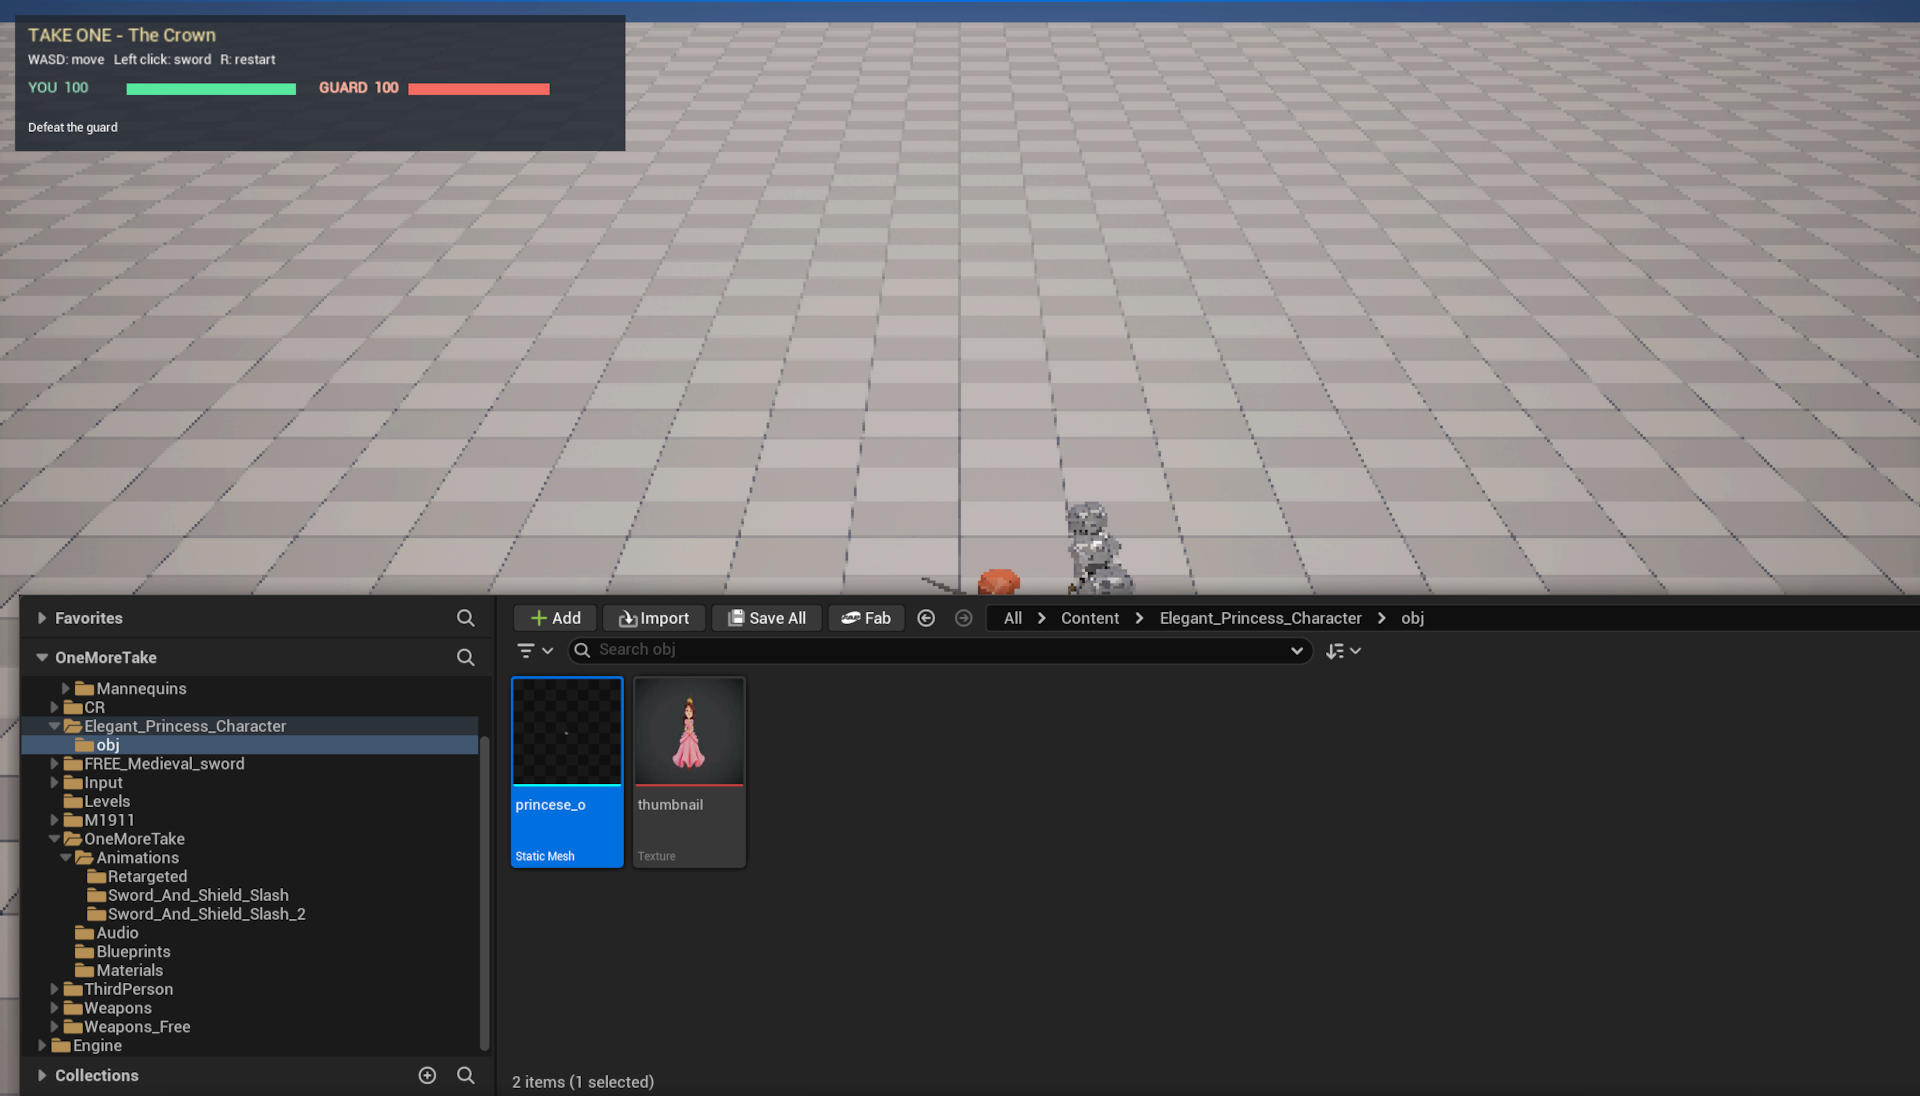 TAKE ONE - The Crown
WASD: move Left click: sword R: restart
YOU 100 GUARD 100
Defeat the guard
Favorites
OneMoreTake
Mannequins
CR
Elegant_Princess_Character
obj
FREE_Medieval_sword
Input
Levels
M1911
OneMoreTake
Animations
Retargeted
Sword_And_Shield_Slash
Sword_And_Shield_Slash_2
Audio
Blueprints
Materials
ThirdPerson
Weapons
Weapons_Free
Engine
Collections
Add Import Save All Fab All Content Elegant_Princess_Character obj
Search obj
princese_o
Static Mesh
thumbnail
Texture
2 items (1 selected)